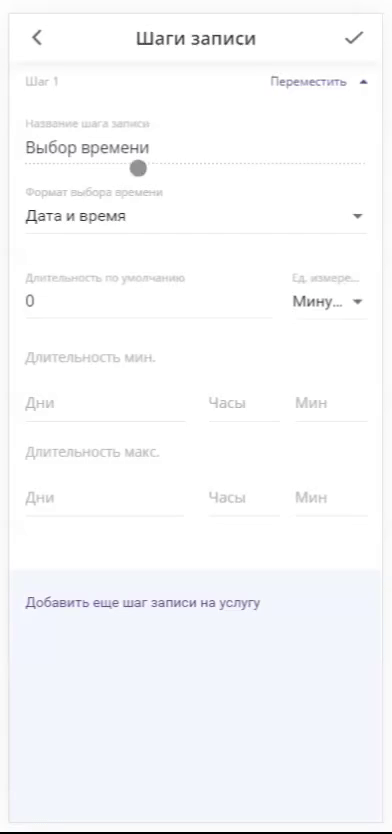 Шаги записи
Шаг 1 Переместить
Название шага записи
Выбор времени
Формат выбора времени
Дата и время
Длительность по умолчанию Ед. измере...
0 Мину...
Длительность мин.
Дни Часы Мин
Длительность макс.
Дни Часы Мин
Добавить еще шаг записи на услугу